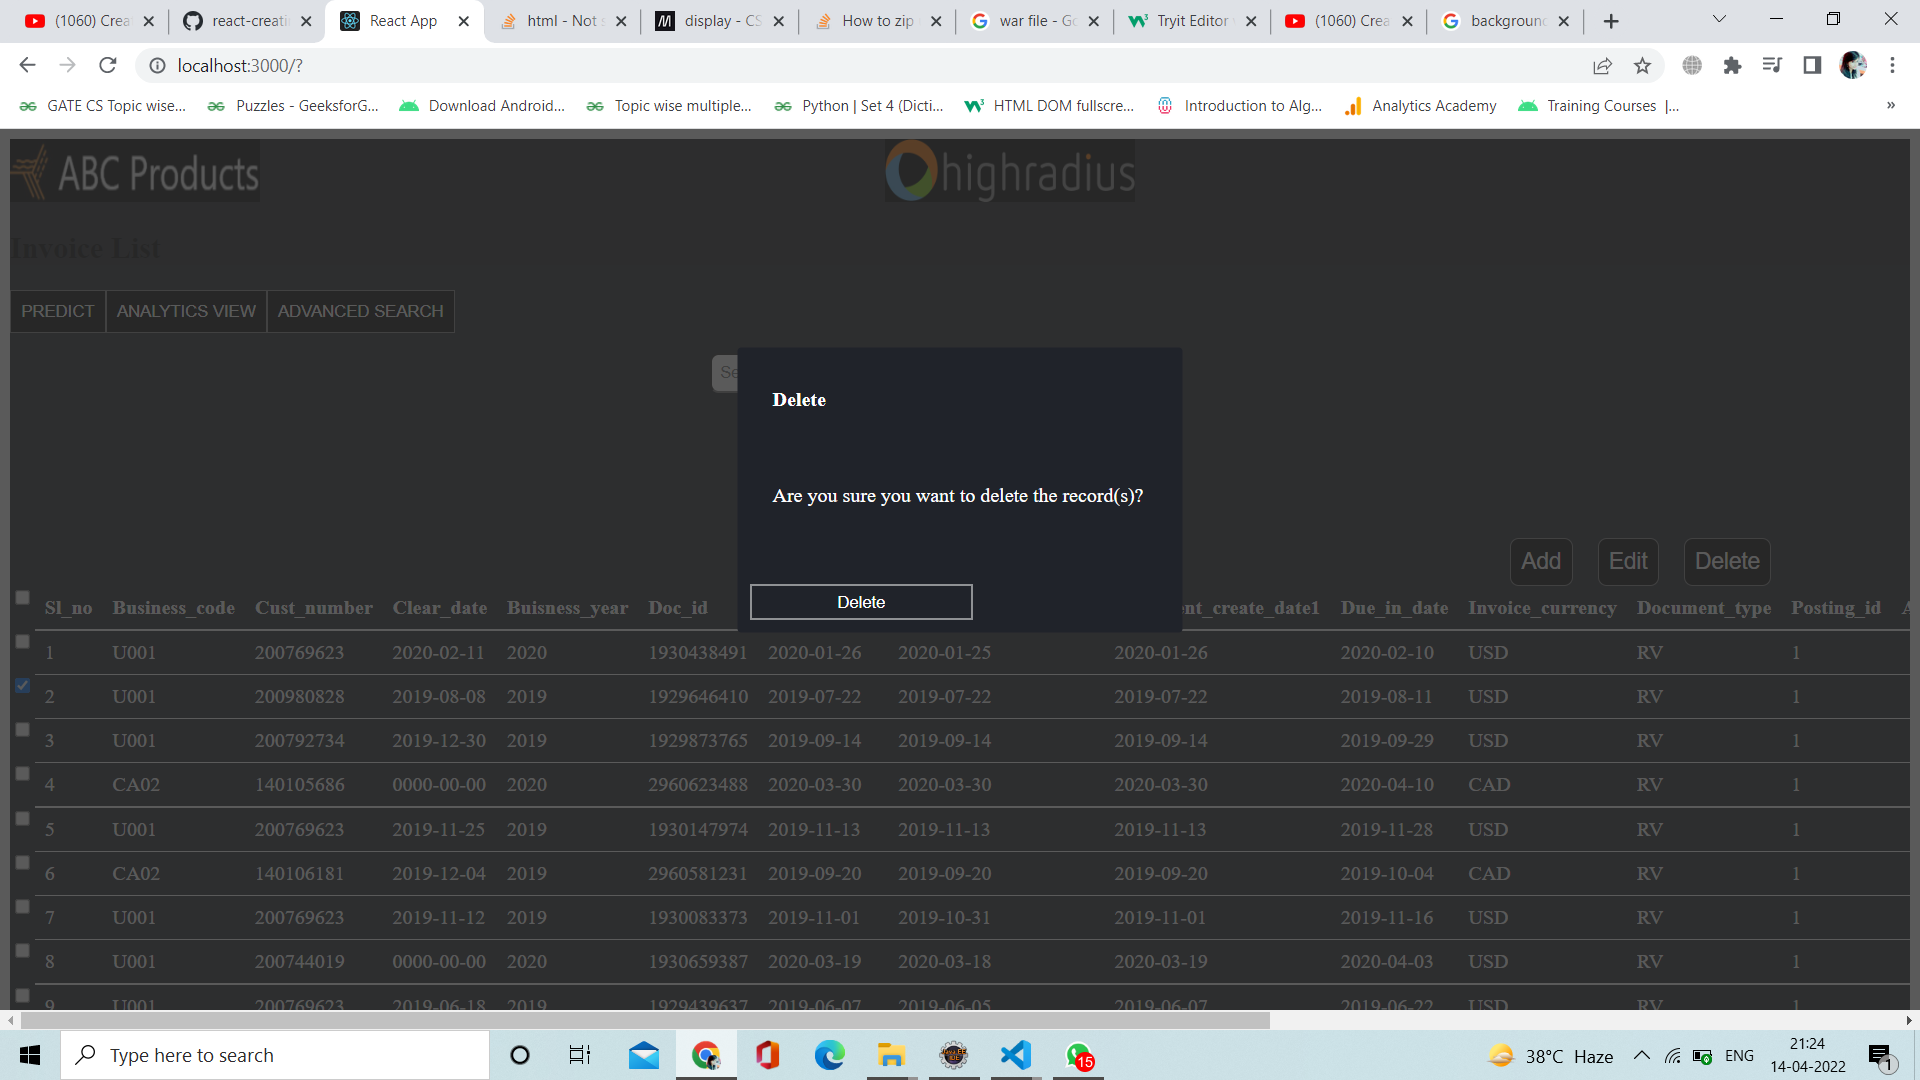 (1060) Crea
react-creati
React App
html - Not s
display - CS
How to zip
war file - Go
Tryit Editor
(1060) Crea
background
localhost:3000/?
GATE CS Topic wise...
Puzzles - GeeksforG...
Download Android...
Topic wise multiple...
Python | Set 4 (Dicti...
HTML DOM fullscre...
Introduction to Alg...
Analytics Academy
Training Courses |...
»
ABC Products
highradius
Invoice List
PREDICT
ANALYTICS VIEW
ADVANCED SEARCH
Se
Delete
Are you sure you want to delete the record(s)?
Delete
Add
Edit
Delete
Sl_no Business_code Cust_number Clear_date Buisness_year Doc_id nt_create_date1 Due_in_date Invoice_currency Document_type Posting_id A
1 U001 200769623 2020-02-11 2020 1930438491 2020-01-26 2020-01-25 2020-01-26 2020-02-10 USD RV 1
2 U001 200980828 2019-08-08 2019 1929646410 2019-07-22 2019-07-22 2019-07-22 2019-08-11 USD RV 1
3 U001 200792734 2019-12-30 2019 1929873765 2019-09-14 2019-09-14 2019-09-14 2019-09-29 USD RV 1
4 CA02 140105686 0000-00-00 2020 2960623488 2020-03-30 2020-03-30 2020-03-30 2020-04-10 CAD RV 1
5 U001 200769623 2019-11-25 2019 1930147974 2019-11-13 2019-11-13 2019-11-13 2019-11-28 USD RV 1
6 CA02 140106181 2019-12-04 2019 2960581231 2019-09-20 2019-09-20 2019-09-20 2019-10-04 CAD RV 1
7 U001 200769623 2019-11-12 2019 1930083373 2019-11-01 2019-10-31 2019-11-01 2019-11-16 USD RV 1
8 U001 200744019 0000-00-00 2020 1930659387 2020-03-19 2020-03-18 2020-03-19 2020-04-03 USD RV 1
9 U001 200769623 2019-06-18 2019 1929439637 2019-06-07 2019-06-05 2019-06-07 2019-06-22 USD RV 1
Type here to search
15
38°C Haze
ENG
21:24
14-04-2022
1